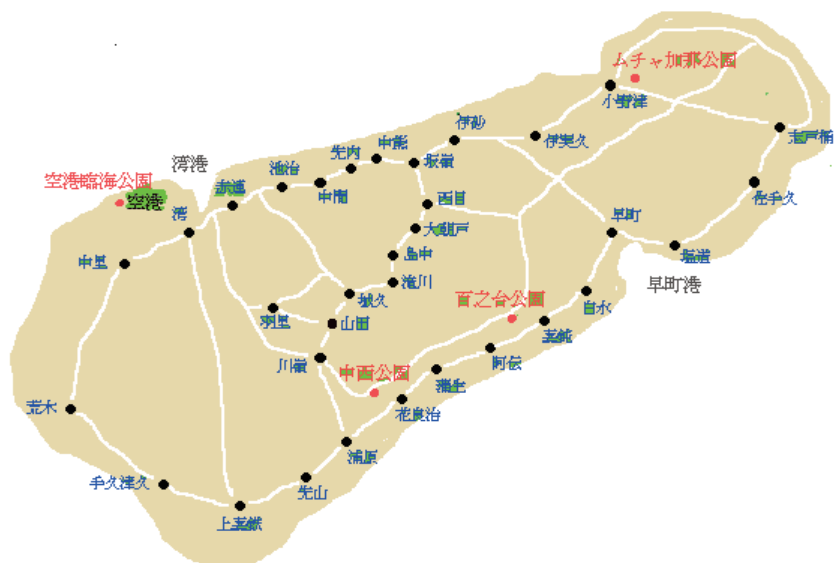 ムチャ加那公園
小野津
志戸桶
伊砂
伊実久
中熊
坂嶺
先内
池治
中間
湾港
赤連
空港臨海公園
空港
西目
佐手久
早町
塩道
湾
大朝戸
中里
島中
滝川
早町港
城久
百之台公園
白水
羽里
山田
嘉鈍
川嶺
阿伝
中西公園
蒲生
荒木
花良治
浦原
手久津久
先山
上嘉鉄